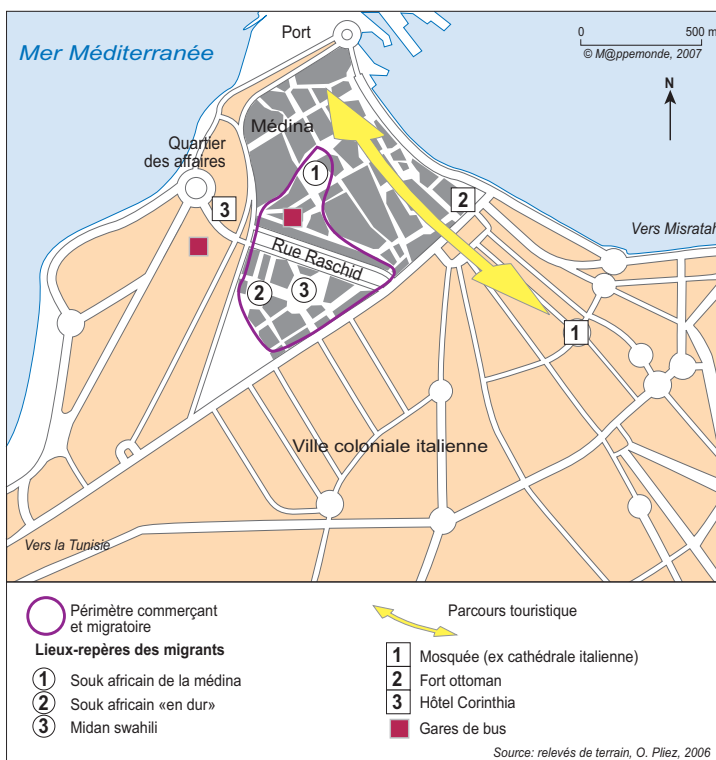 Port
Mer Méditerranée
0 500 m
© M@ppemonde, 2007
N
Médina
Quartier
des affaires
1
3
2
Vers Misratah
Rue Raschid
2
3
1
Ville coloniale italienne
Vers la Tunisie
Périmètre commerçant
et migratoire
Lieux-repères des migrants
1 Souk africain de la médina
2 Souk africain «en dur»
3 Midan swahili
Parcours touristique
1 Mosquée (ex cathédrale italienne)
2 Fort ottoman
3 Hôtel Corinthia
Gares de bus
Source: relevés de terrain, O. Pliez, 2006